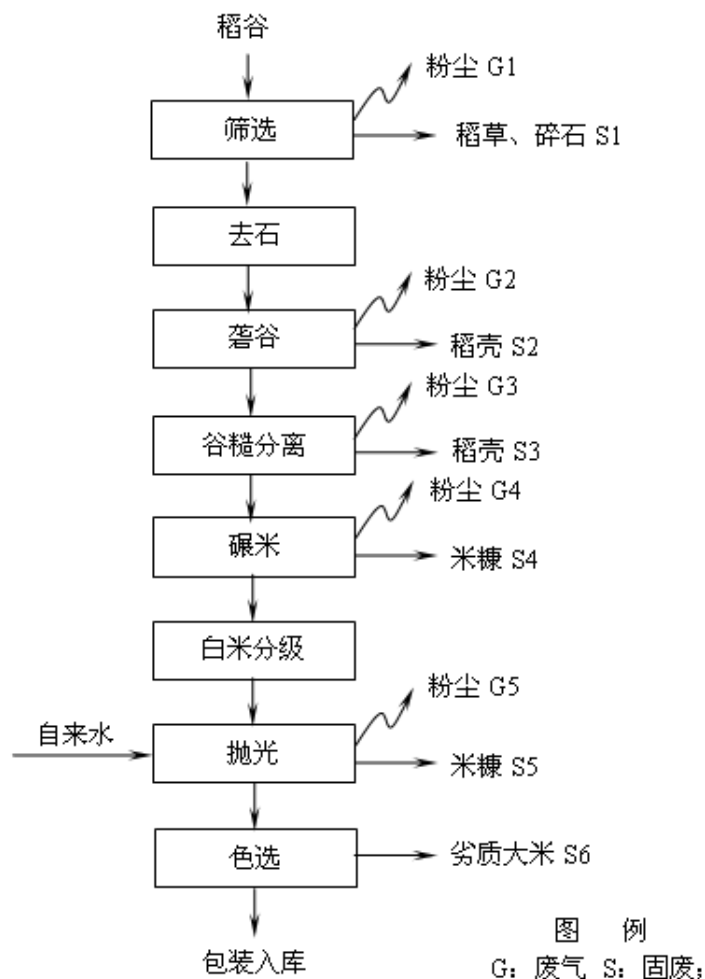 稻谷
粉尘 G1
筛选
稻草、碎石 S1
去石
粉尘 G2
砻谷
稻壳 S2
粉尘 G3
谷糙分离
稻壳 S3
粉尘 G4
碾米
米糠 S4
白米分级
粉尘 G5
自来水
抛光
米糠 S5
色选
劣质大米 S6
包装入库
图 例
G：废气 S：固废；